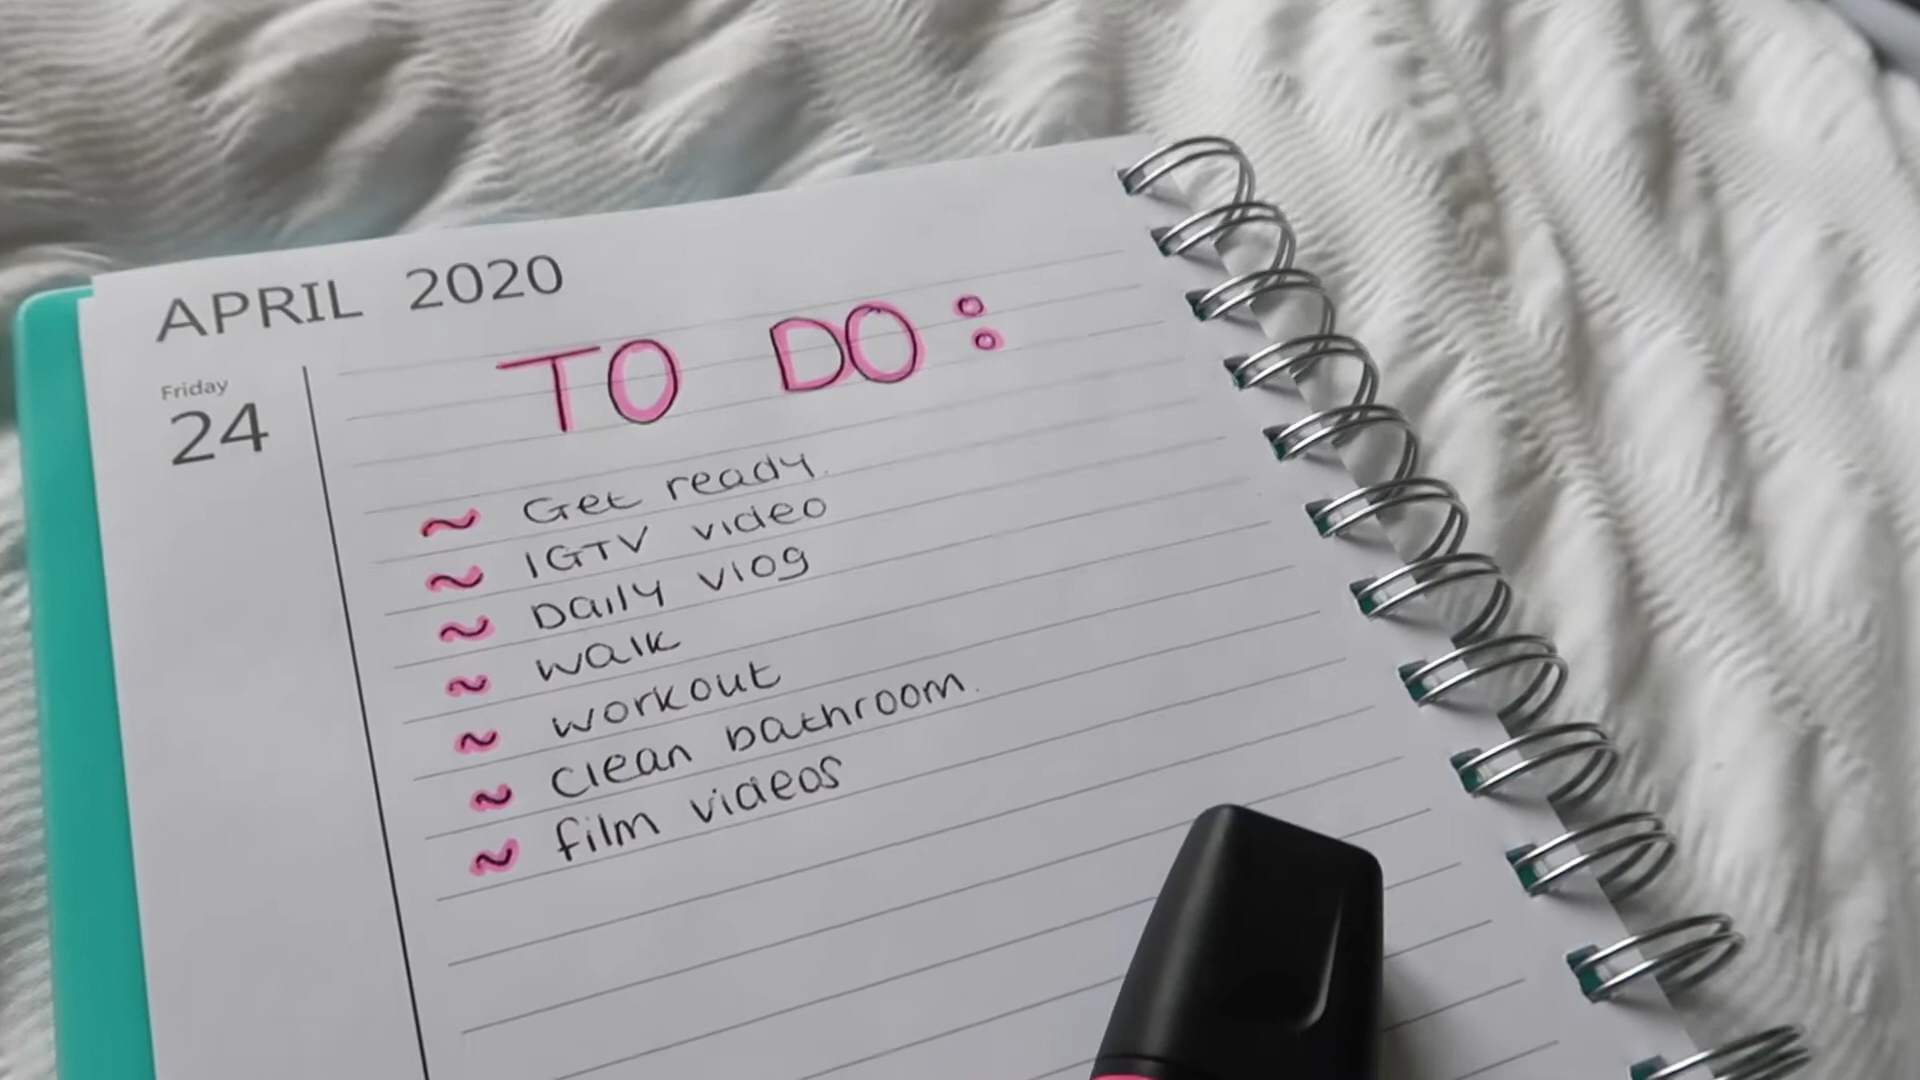 APRIL 2020
TO DO:
Friday
24
~ Get ready.
~ IGTV video
~ Daily vlog
~ walk
~ workout
~ clean bathroom.
~ film videos